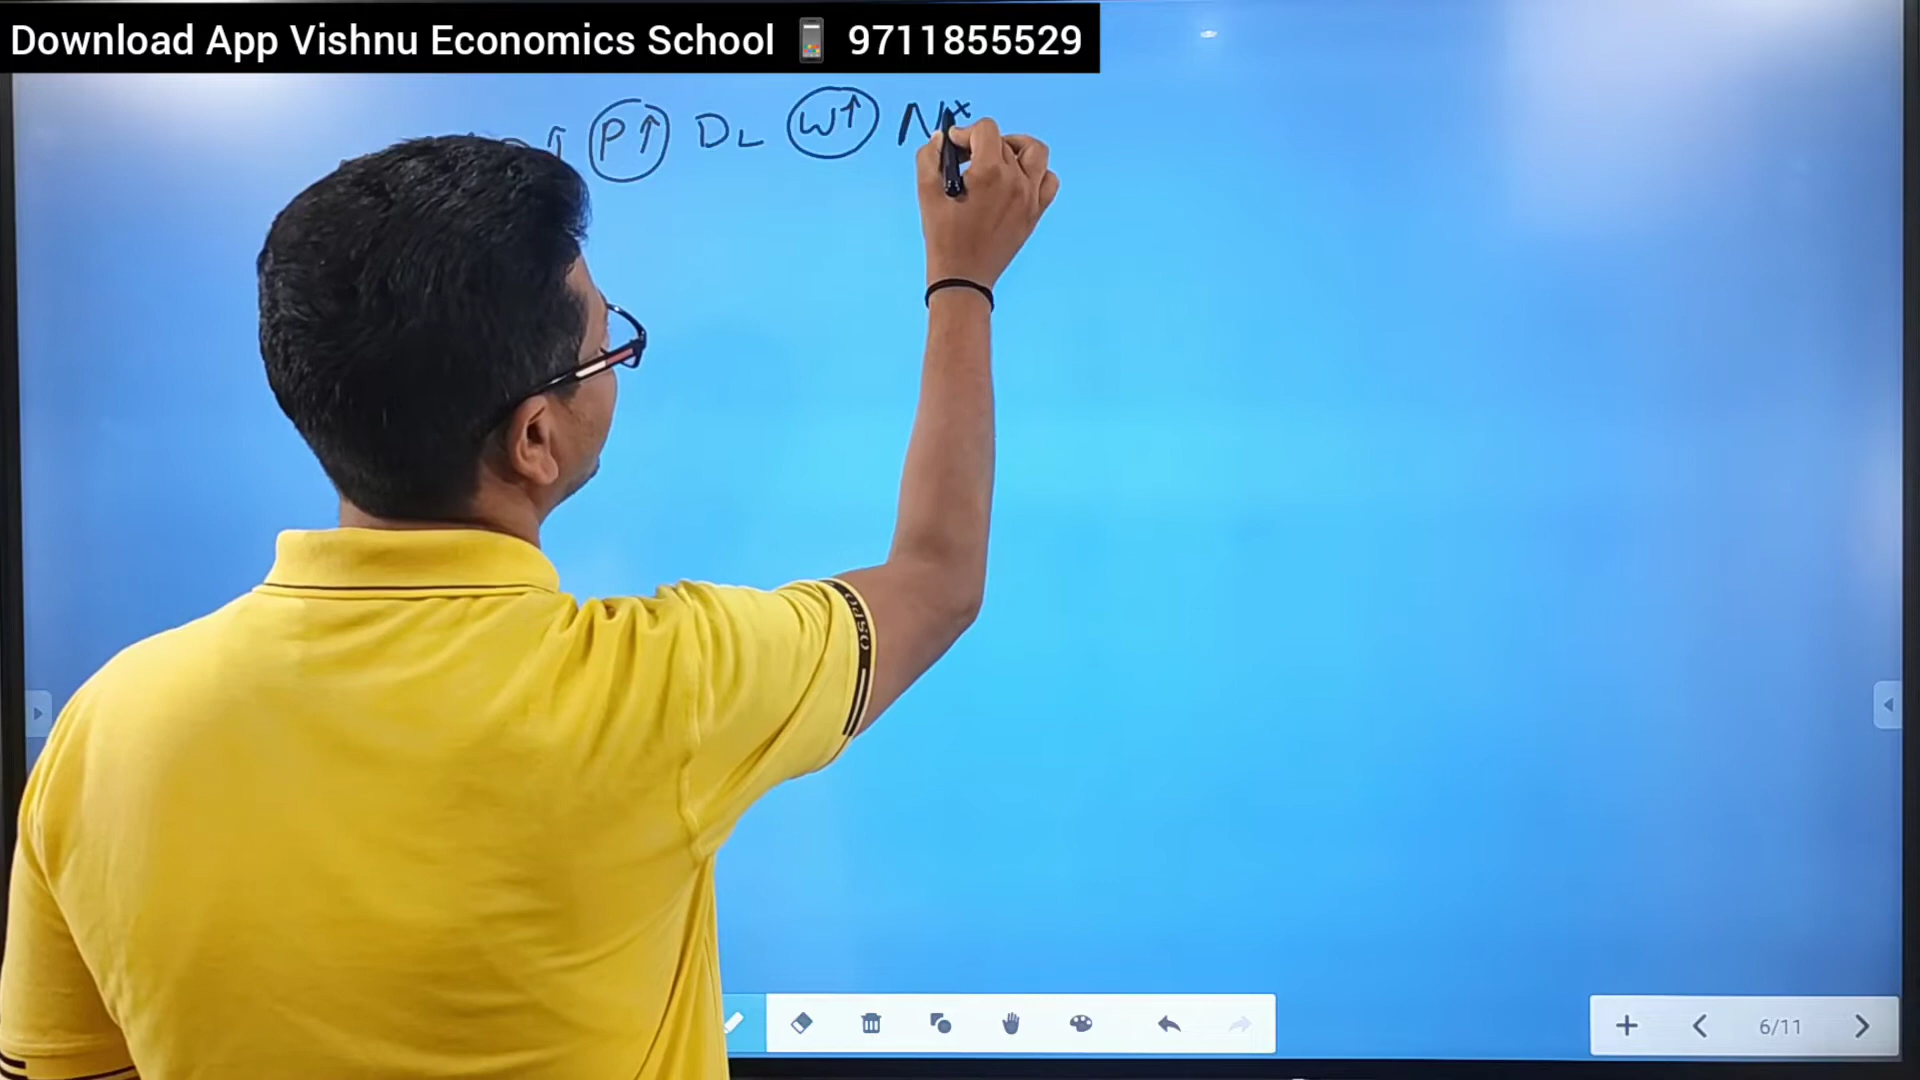 Download App Vishnu Economics School 📱 9711855529
P↑ DL W↑ N*
6/11